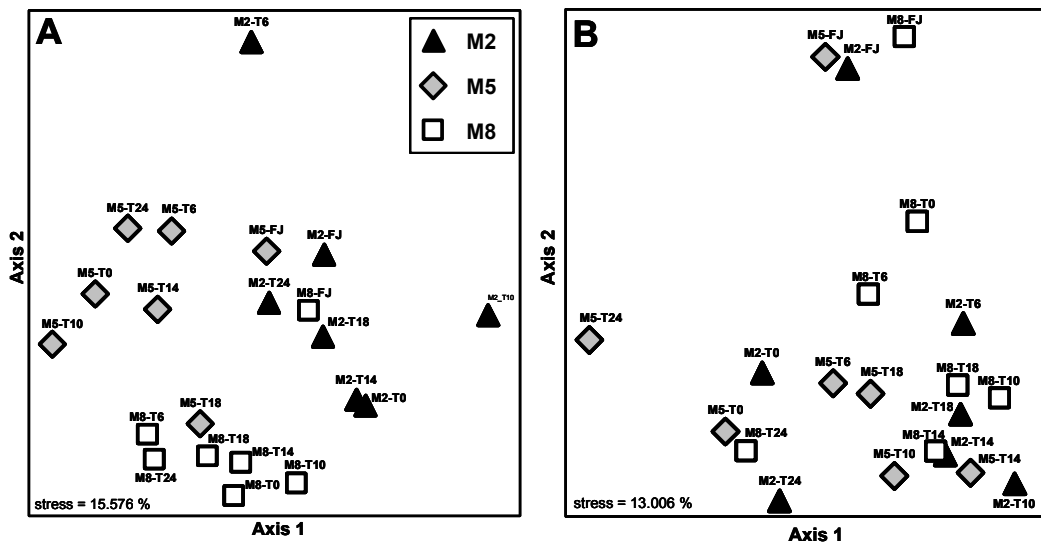 A
M2-T6
M2
M5
M8
M5-T24
M5-T6
M5-FJ
M2-FJ
M5-T0
M2-T24
M8-FJ
M2_T10
M5-T14
M5-T10
M2-T18
M2-T14
M2-T0
M5-T18
M8-T6
M8-T18
M8-T14
M8-T24
M8-T10
M8-T0
stress = 15.576 %
Axis 1
Axis 2
B
M8-FJ
M5-FJ
M2-FJ
M8-T0
M8-T6
M2-T6
M5-T24
M2-T0
M5-T6
M5-T18
M8-T18
M8-T10
M2-T18
M5-T0
M8-T24
M8-T14
M2-T14
M5-T10
M5-T14
M2-T24
M2-T10
stress = 13.006 %
Axis 1
Axis 2